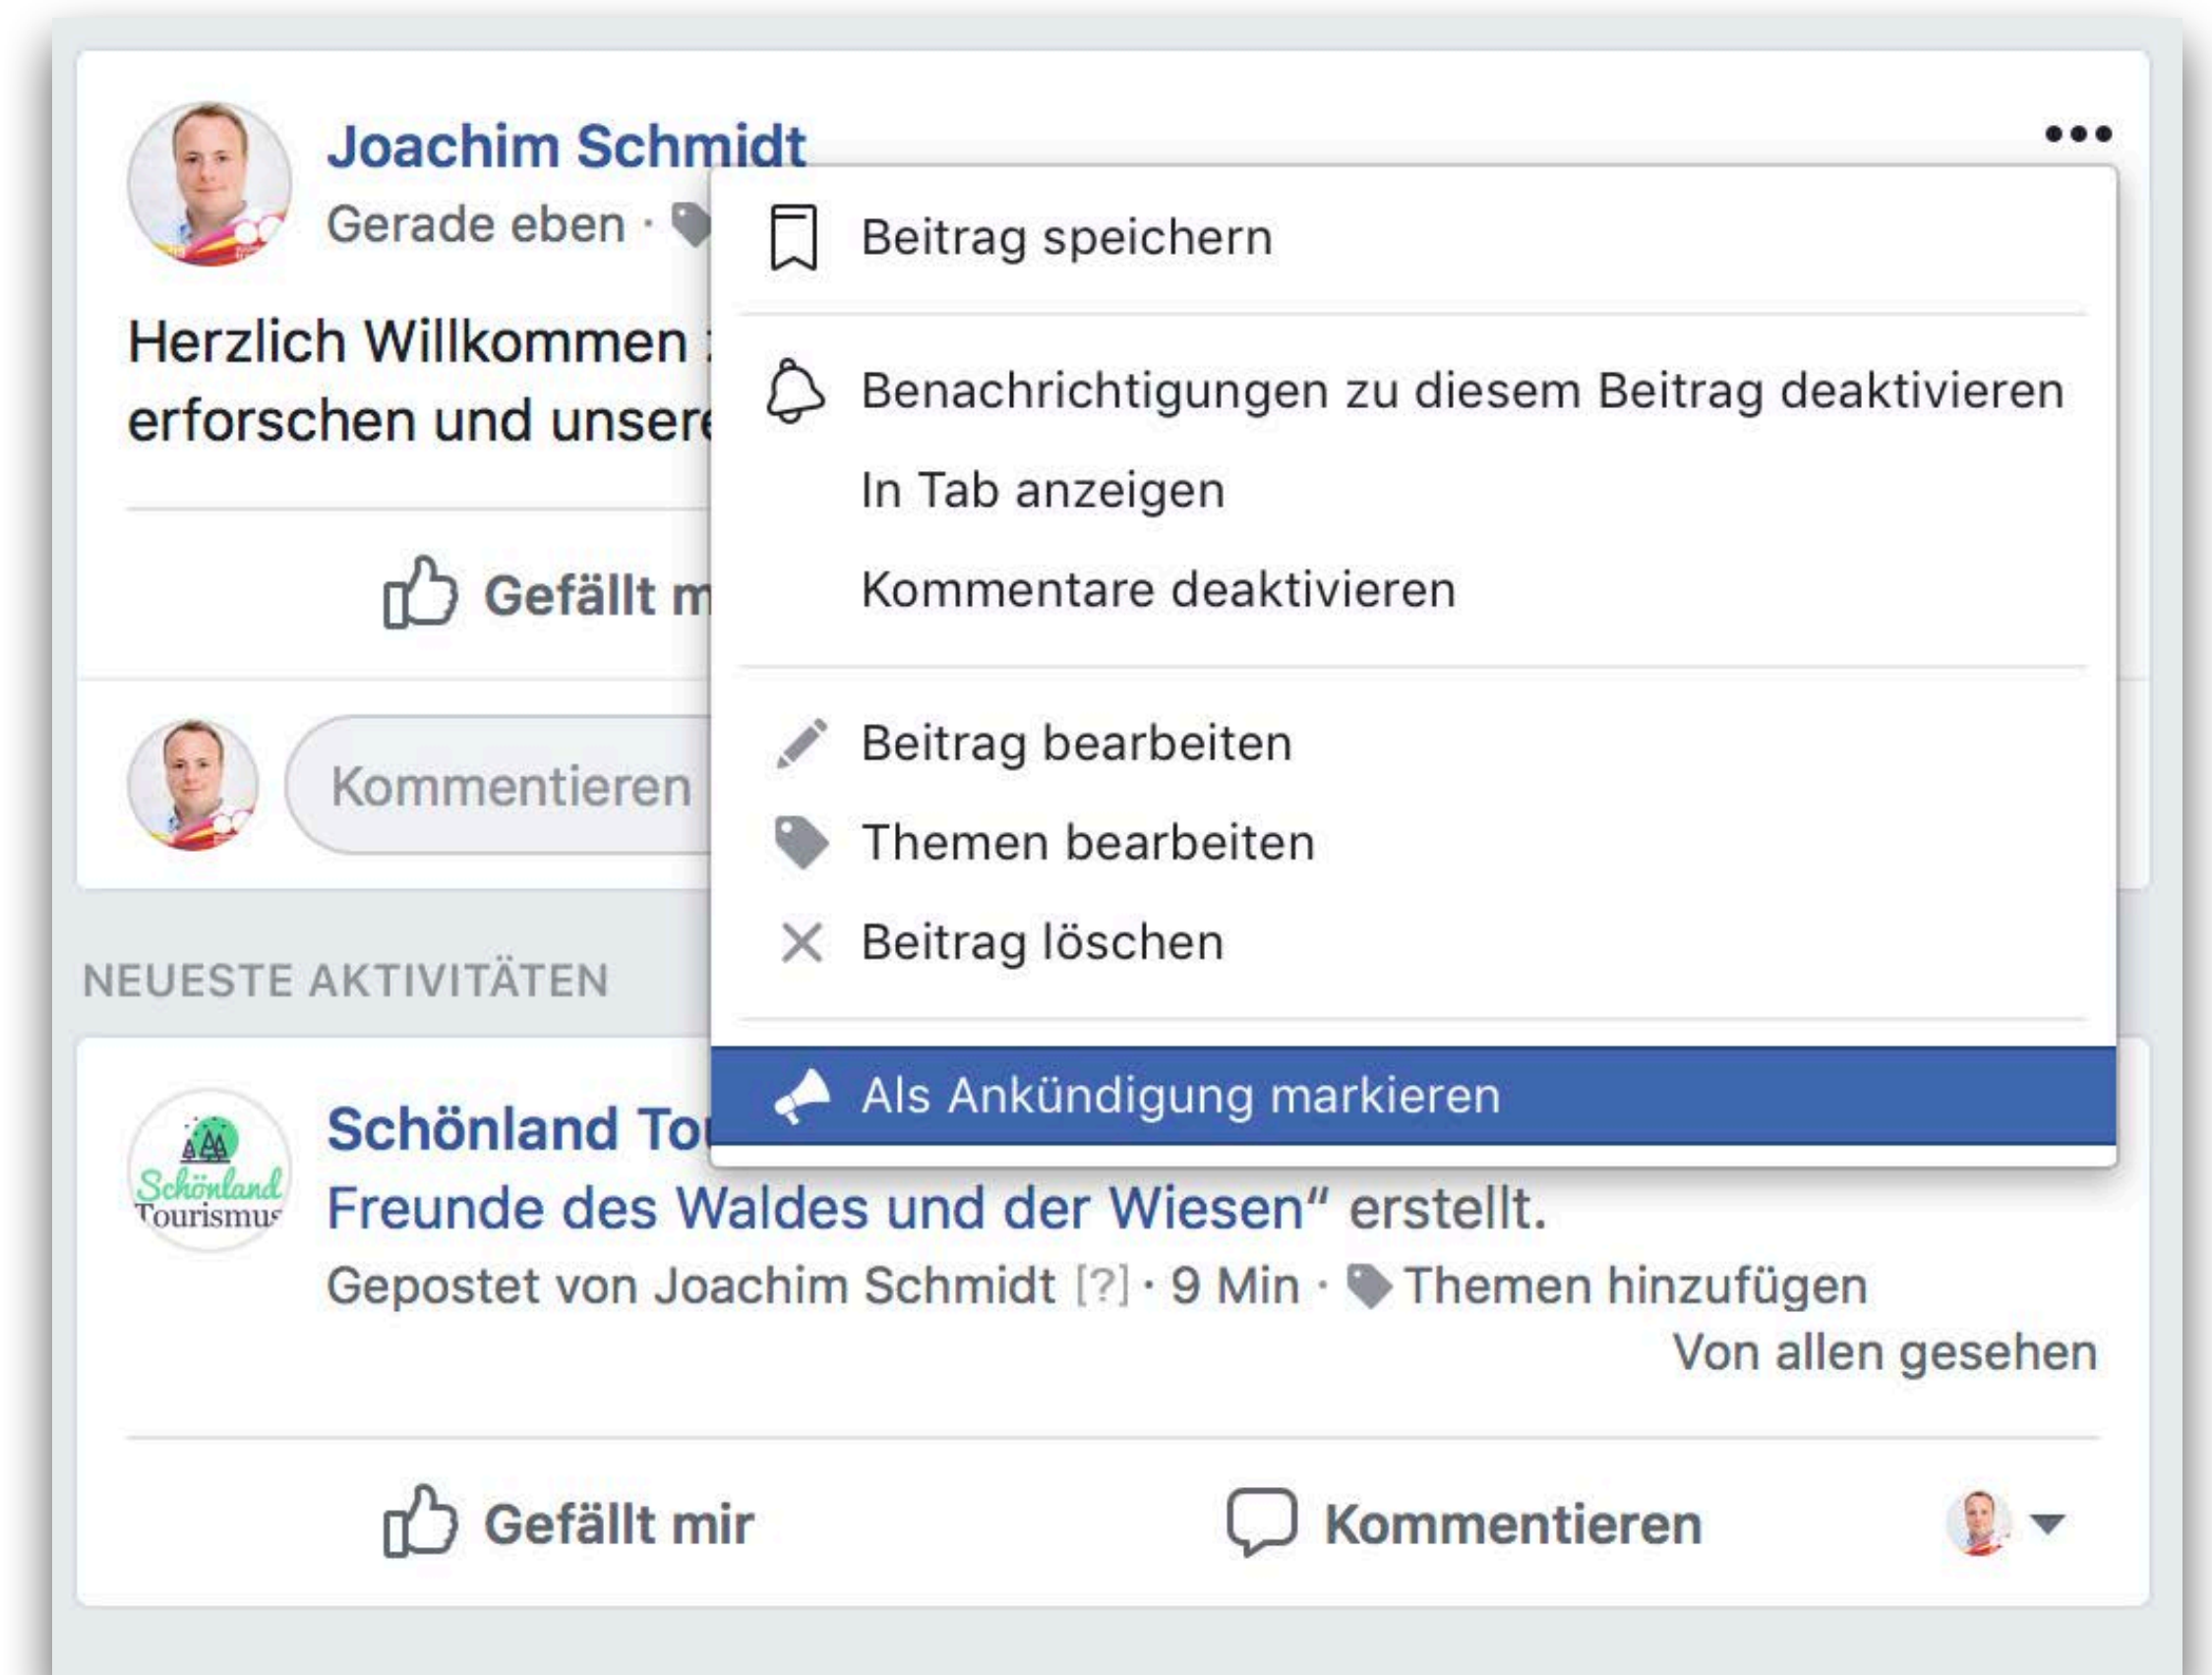 Joachim Schmidt
Gerade eben ·
Herzlich Willkommen
erforschen und unsere
Gefällt m
Kommentieren
Beitrag speichern
Benachrichtigungen zu diesem Beitrag deaktivieren
In Tab anzeigen
Kommentare deaktivieren
Beitrag bearbeiten
Themen bearbeiten
Beitrag löschen
Als Ankündigung markieren
NEUESTE AKTIVITÄTEN
Schönland
Tourismus
Schönland Tou
Freunde des Waldes und der Wiesen“ erstellt.
Gepostet von Joachim Schmidt [?] · 9 Min · Themen hinzufügen
Von allen gesehen
Gefällt mir
Kommentieren